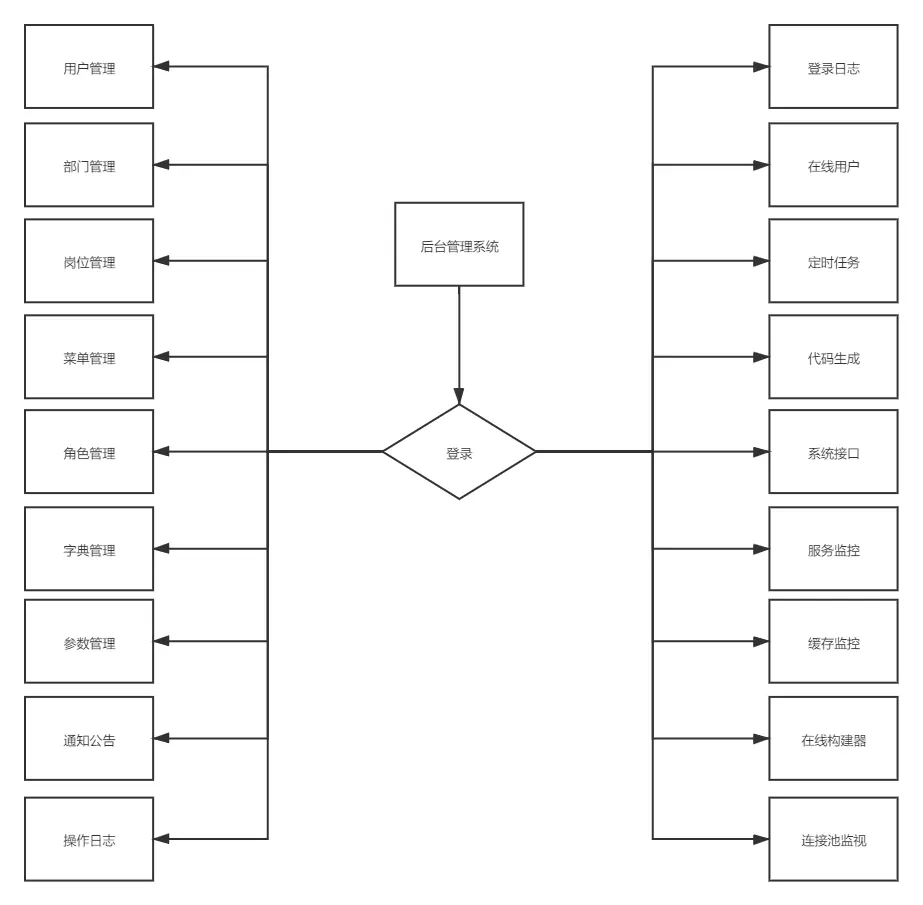 用户管理
部门管理
岗位管理
菜单管理
角色管理
字典管理
参数管理
通知公告
操作日志
后台管理系统
登录
登录日志
在线用户
定时任务
代码生成
系统接口
服务监控
缓存监控
在线构建器
连接池监视